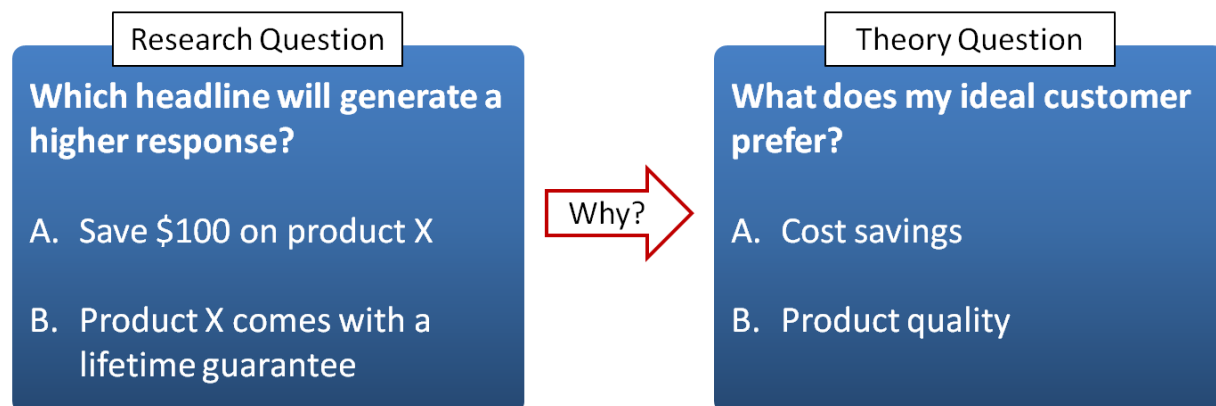 Research Question
Which headline will generate a
higher response?
A. Save $100 on product X
B. Product X comes with a
lifetime guarantee
Why?
Theory Question
What does my ideal customer
prefer?
A. Cost savings
B. Product quality